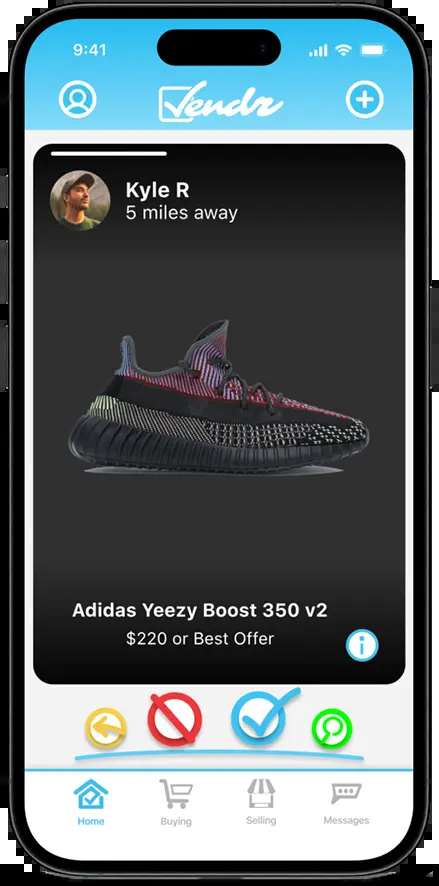 9:41
Vendr
Kyle R
5 miles away
Adidas Yeezy Boost 350 v2
$220 or Best Offer
i
Home
Buying
Selling
Messages